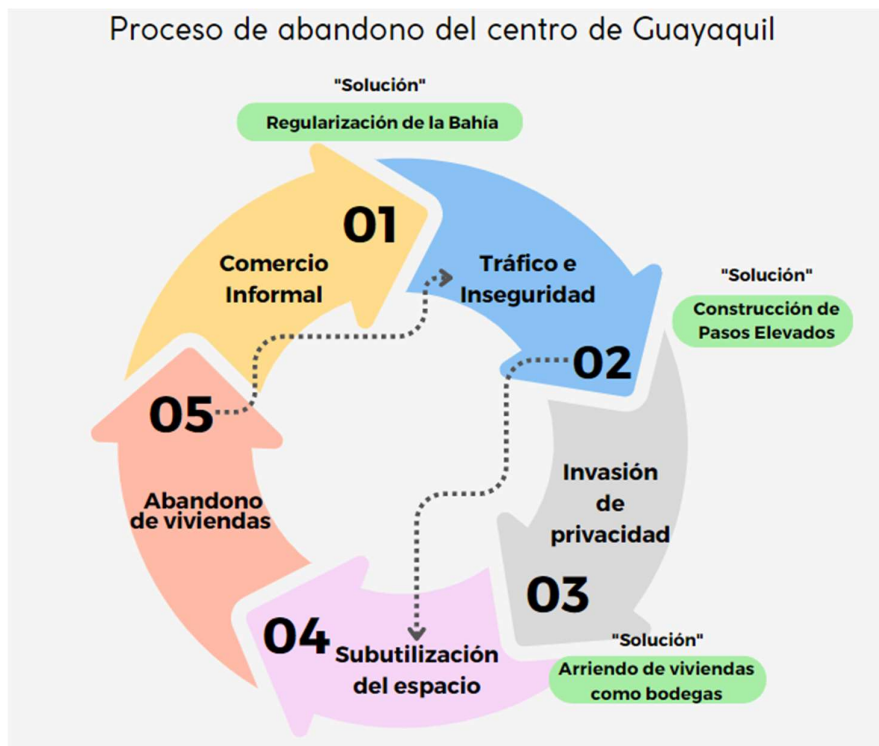 Proceso de abandono del centro de Guayaquil
"Solución"
Regularización de la Bahía
01
Comercio
Informal
Tráfico e
Inseguridad
02
"Solución"
Construcción de
Pasos Elevados
Invasión
de
privacidad
03
"Solución"
Arriendo de viviendas
como bodegas
04
Subutilización
del espacio
05
Abandono
de viviendas